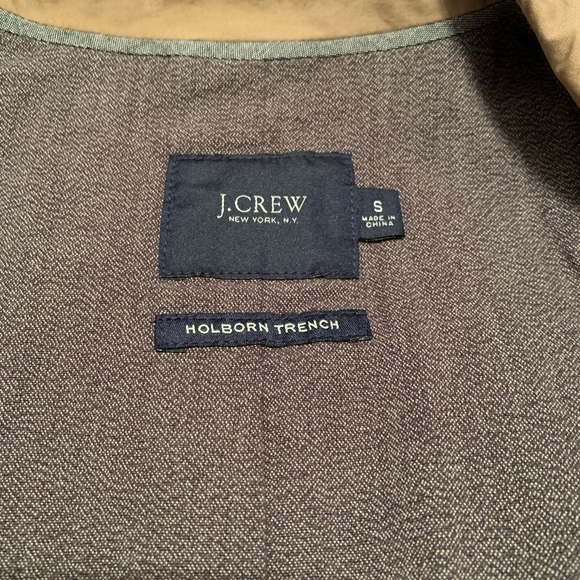 J.CREW
NEW YORK, N.Y.
S
MADE IN
CHINA
HOLBORN TRENCH